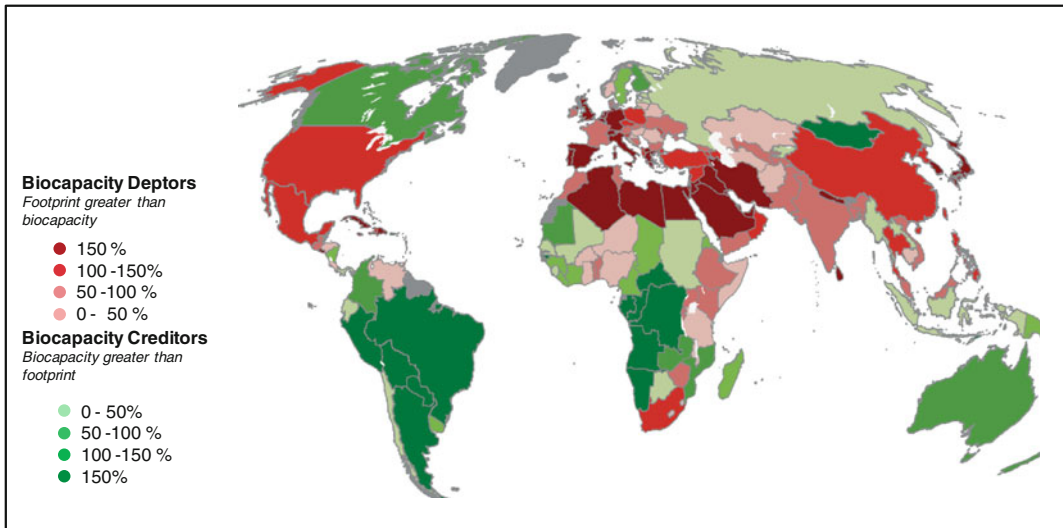 Biocapacity Deptors
Footprint greater than
biocapacity
150 %
100 -150%
50 -100 %
0 - 50 %
Biocapacity Creditors
Biocapacity greater than
footprint
0 - 50%
50 -100 %
100 -150 %
150%